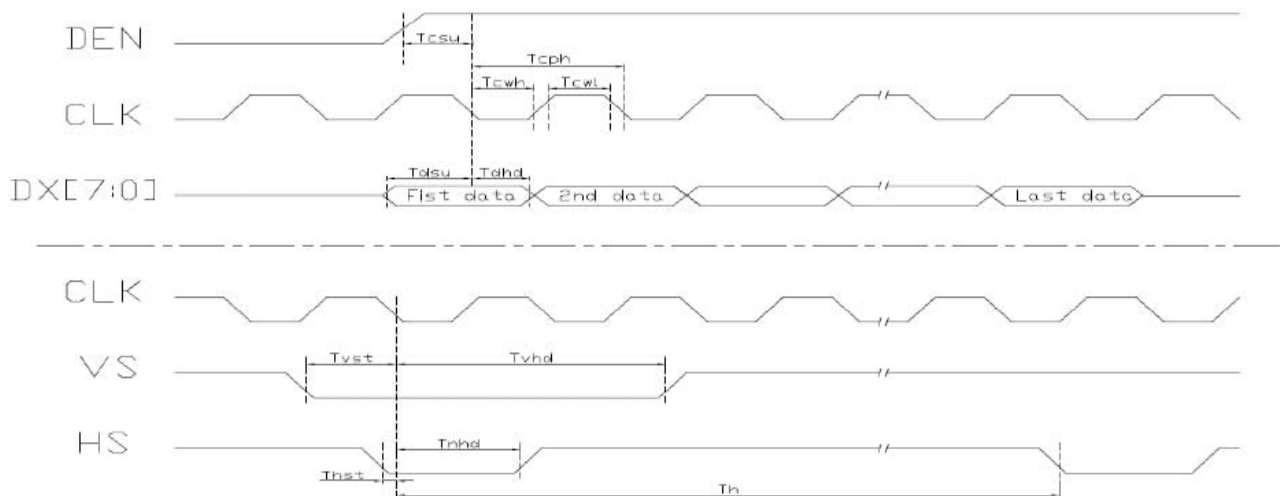 DEN
Tcsu
Tcph
CLK
Tcwh
Tcwl
DX[7:0]
Tdsu
Tdhd
Fist data
2nd data
Last data
CLK
VS
Tvst
Tvhd
HS
Tnhd
Thst
Th